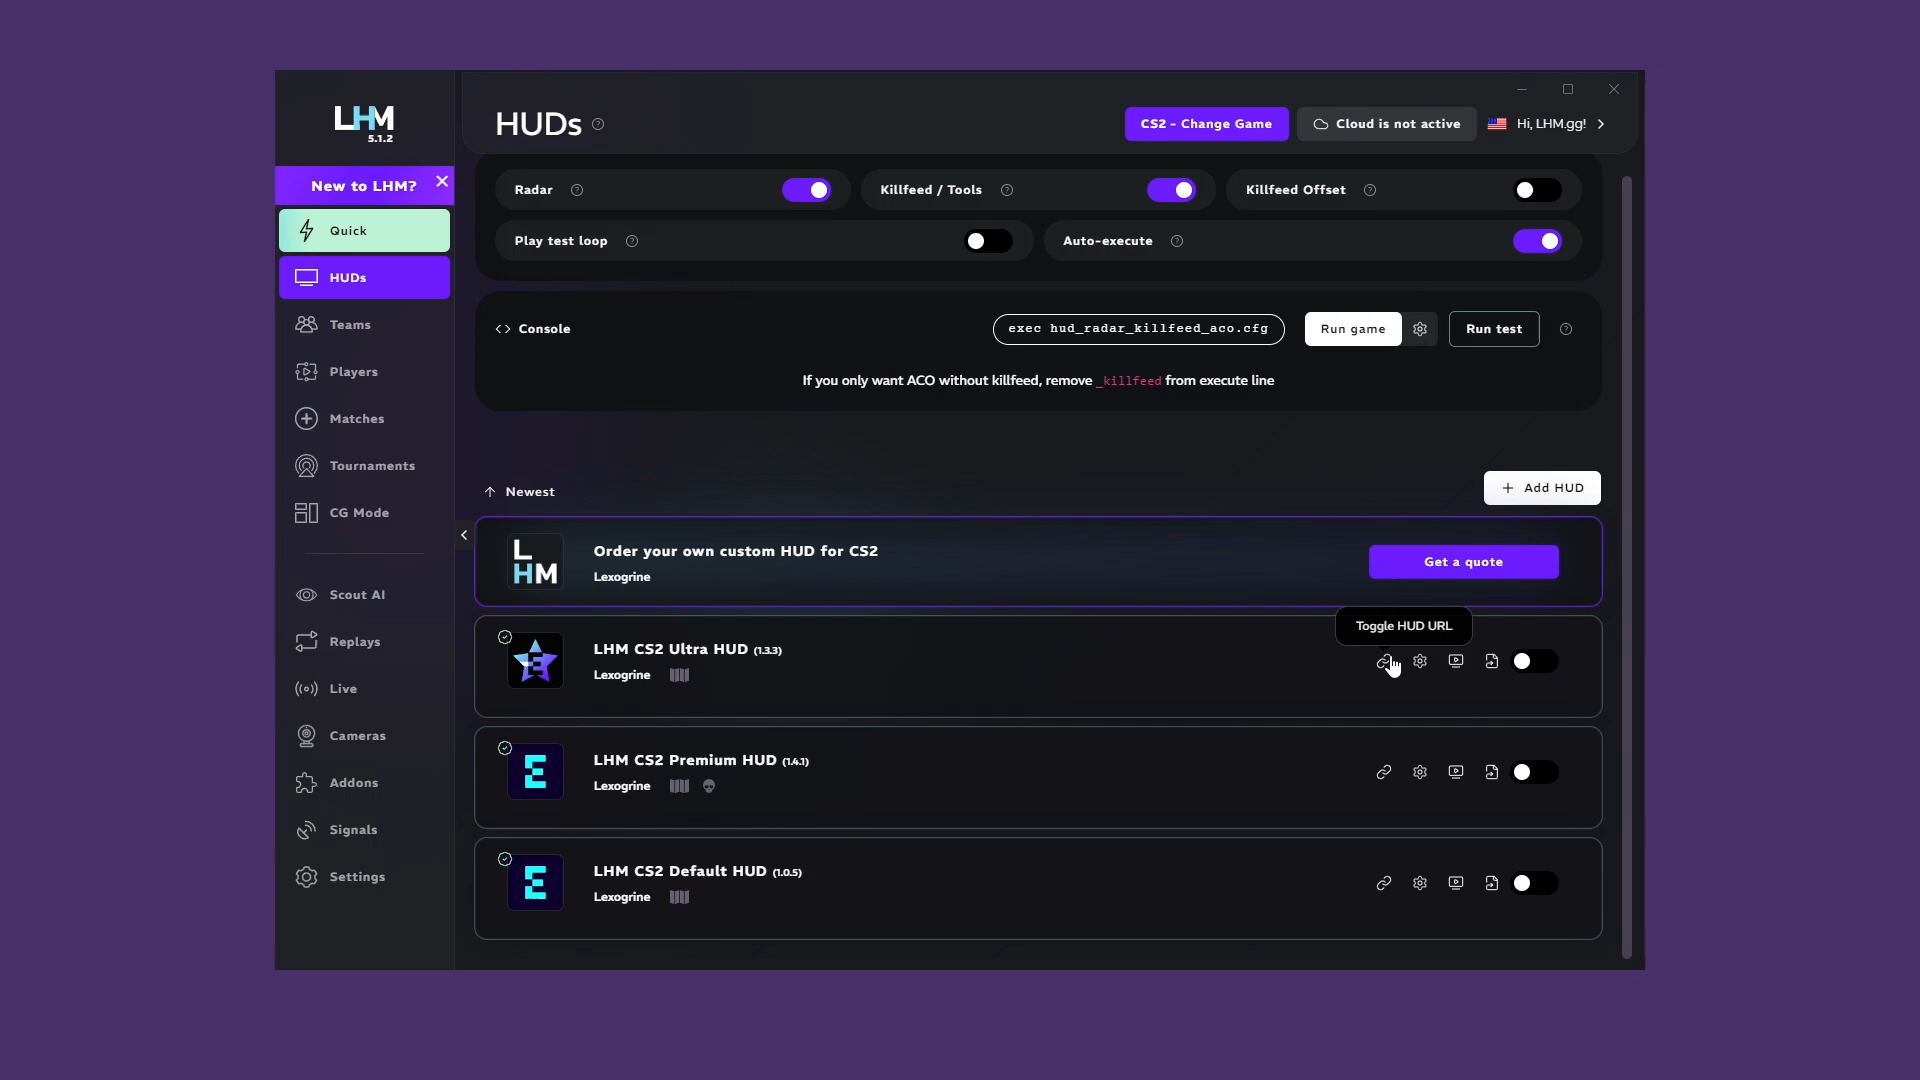 LHM
5.1.2
New to LHM?
Quick
HUDs
Teams
Players
Matches
Tournaments
CG Mode
Scout AI
Replays
Live
Cameras
Addons
Signals
Settings
HUDs
CS2 - Change Game
Cloud is not active
Hi, LHM.gg!
Radar
Killfeed / Tools
Killfeed Offset
Play test loop
Auto-execute
Console
exec hud_radar_killfeed_aco.cfg
Run game
Run test
If you only want ACO without killfeed, remove _killfeed from execute line
Newest
Add HUD
L
HM
Order your own custom HUD for CS2
Lexogrine
Get a quote
Toggle HUD URL
LHM CS2 Ultra HUD (1.3.3)
Lexogrine
LHM CS2 Premium HUD (1.4.1)
Lexogrine
LHM CS2 Default HUD (1.0.5)
Lexogrine